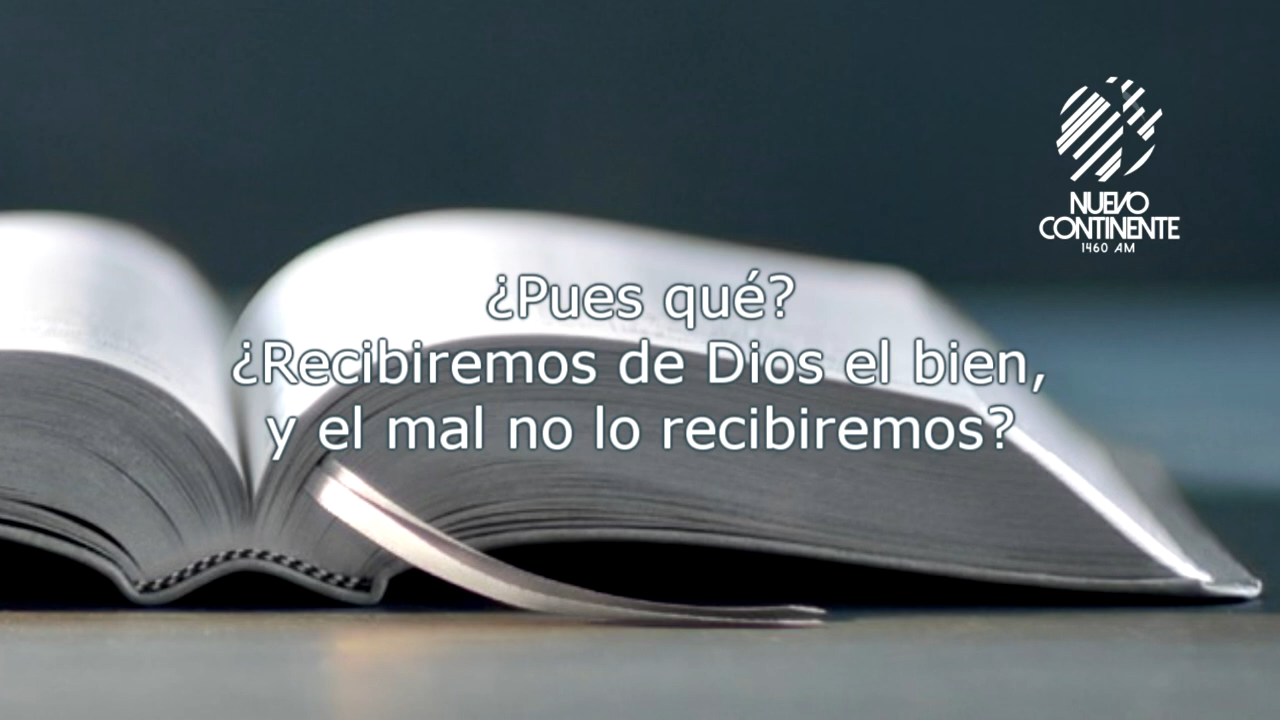 NUEVO
CONTINENTE
1460 AM
¿Pues qué?
¿Recibiremos de Dios el bien,
y el mal no lo recibiremos?